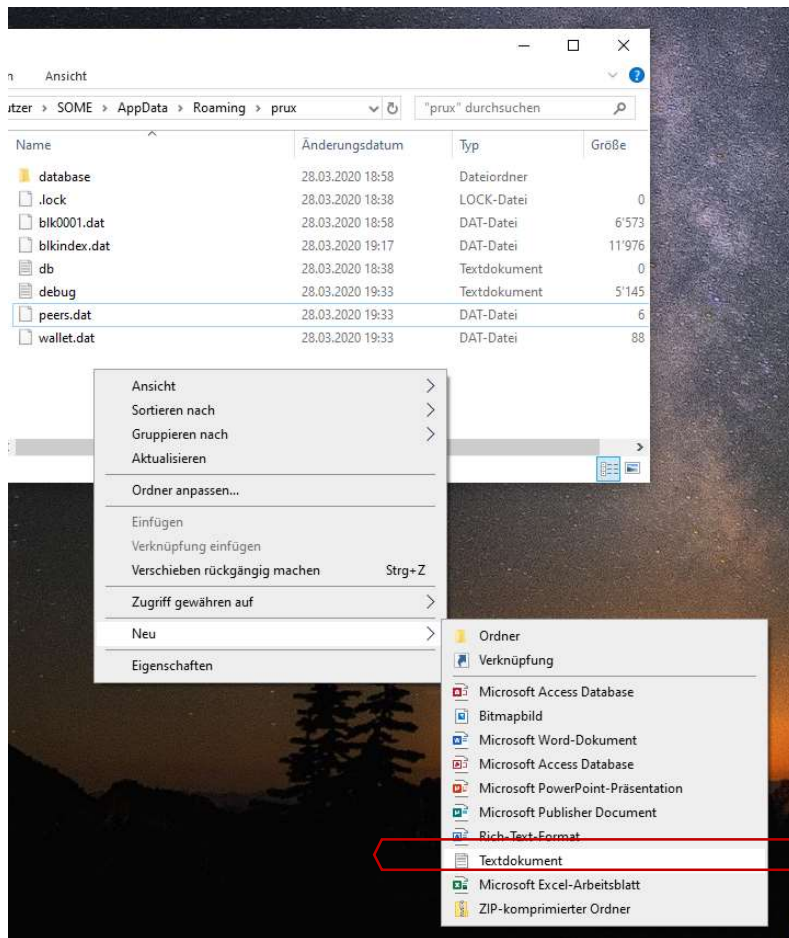 n Ansicht
utzer > SOME > AppData > Roaming > prux "prux" durchsuchen
Name Änderungsdatum Typ Größe
database 28.03.2020 18:58 Dateiordner
.lock 28.03.2020 18:38 LOCK-Datei 0
blk0001.dat 28.03.2020 18:58 DAT-Datei 6'573
blkindex.dat 28.03.2020 19:17 DAT-Datei 11'976
db 28.03.2020 18:38 Textdokument 0
debug 28.03.2020 19:33 Textdokument 5'145
peers.dat 28.03.2020 19:33 DAT-Datei 6
wallet.dat 28.03.2020 19:33 DAT-Datei 88
Ansicht
Sortieren nach
Gruppieren nach
Aktualisieren
Ordner anpassen...
Einfügen
Verknüpfung einfügen
Verschieben rückgängig machen Strg+Z
Zugriff gewähren auf
Neu
Eigenschaften
Ordner
Verknüpfung
Microsoft Access Database
Bitmapbild
Microsoft Word-Dokument
Microsoft Access Database
Microsoft PowerPoint-Präsentation
Microsoft Publisher Document
Rich-Text-Format
Textdokument
Microsoft Excel-Arbeitsblatt
ZIP-komprimierter Ordner